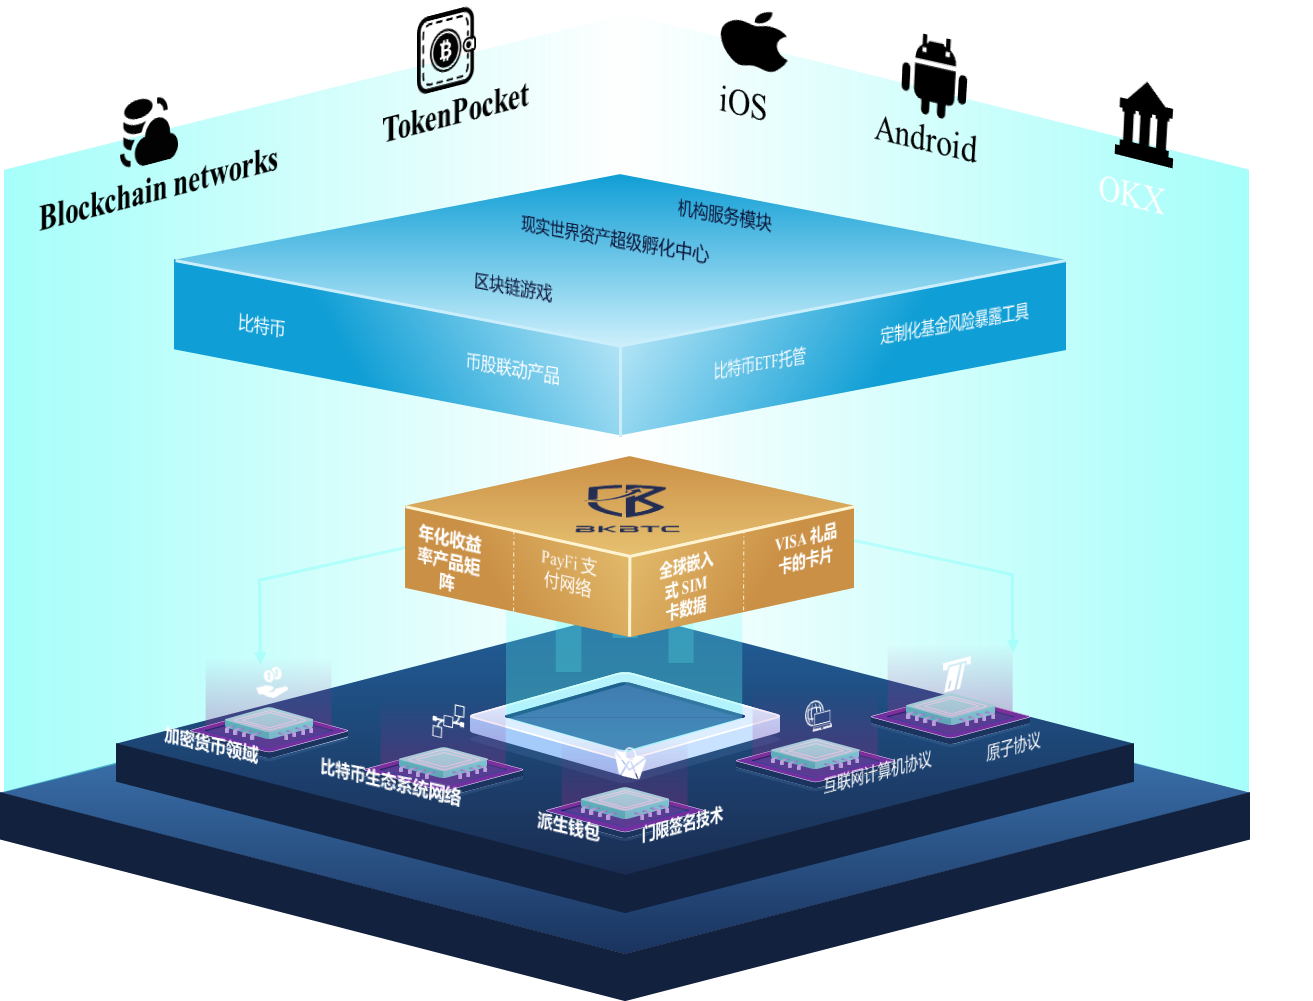 Blockchain networks
TokenPocket
iOS
Android
OKX
机构服务模块
现实世界资产超级孵化中心
区块链游戏
比特币
币股联动产品
比特币ETF托管
定制化基金风险暴露工具
BKBTC
年化收益
率产品矩
阵
PayFi 支
付网络
全球嵌入
式 SIM
卡数据
VISA 礼品
卡的卡片
加密货币领域
比特币生态系统网络
派生钱包
门限签名技术
互联网计算机协议
原子协议